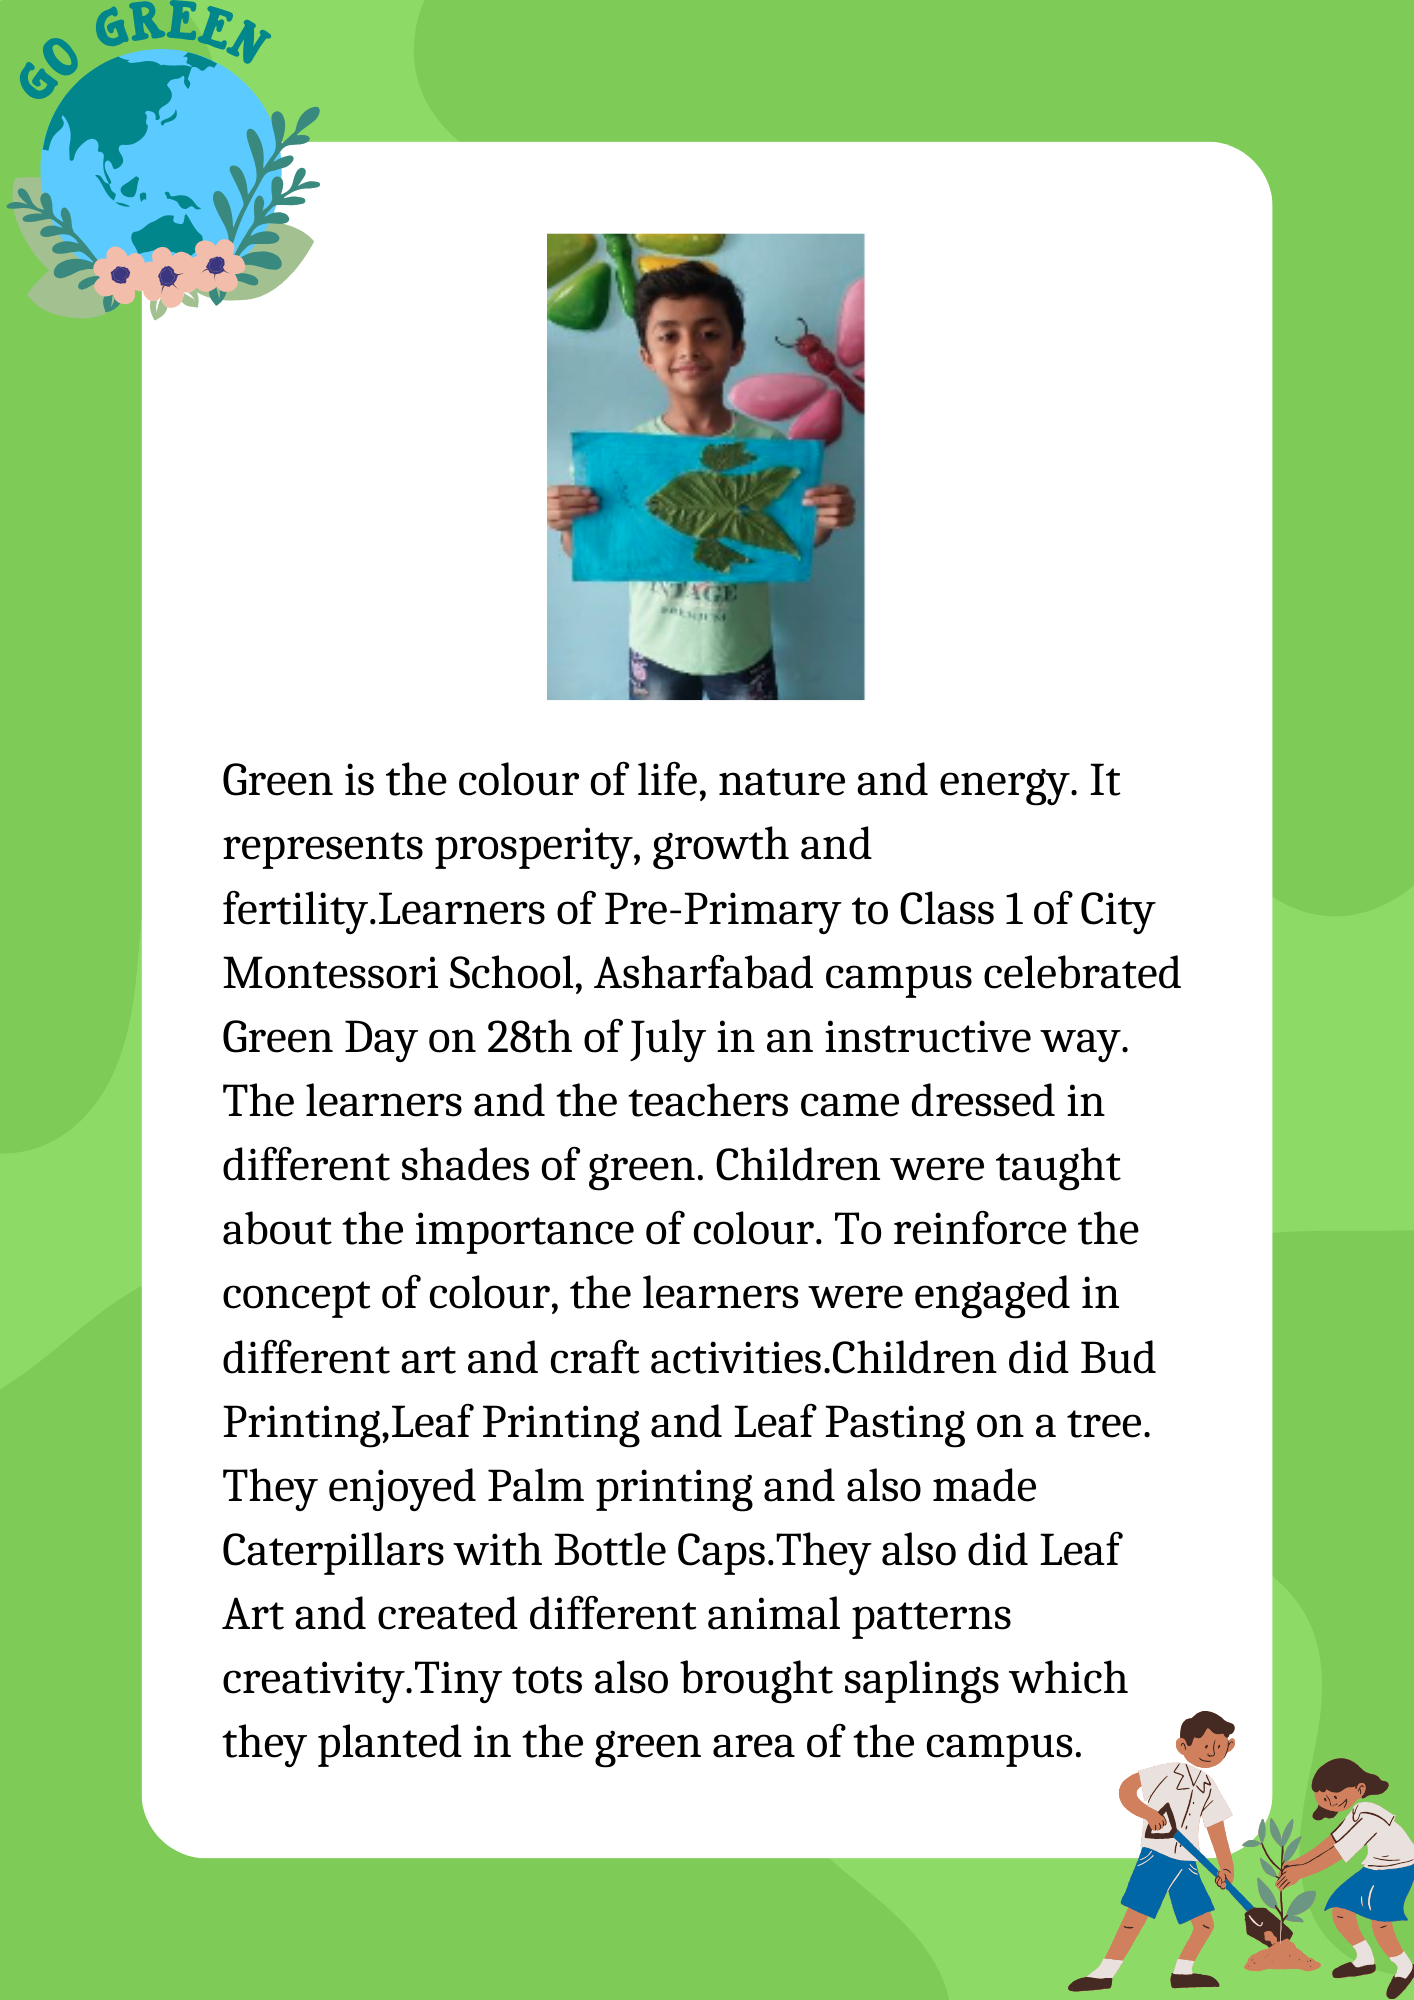 GO GREEN
VINTAGE
PREMIUM
Green is the colour of life, nature and energy. It
represents prosperity, growth and
fertility.Learners of Pre-Primary to Class 1 of City
Montessori School, Asharfabad campus celebrated
Green Day on 28th of July in an instructive way.
The learners and the teachers came dressed in
different shades of green. Children were taught
about the importance of colour. To reinforce the
concept of colour, the learners were engaged in
different art and craft activities.Children did Bud
Printing,Leaf Printing and Leaf Pasting on a tree.
They enjoyed Palm printing and also made
Caterpillars with Bottle Caps.They also did Leaf
Art and created different animal patterns
creativity.Tiny tots also brought saplings which
they planted in the green area of the campus.